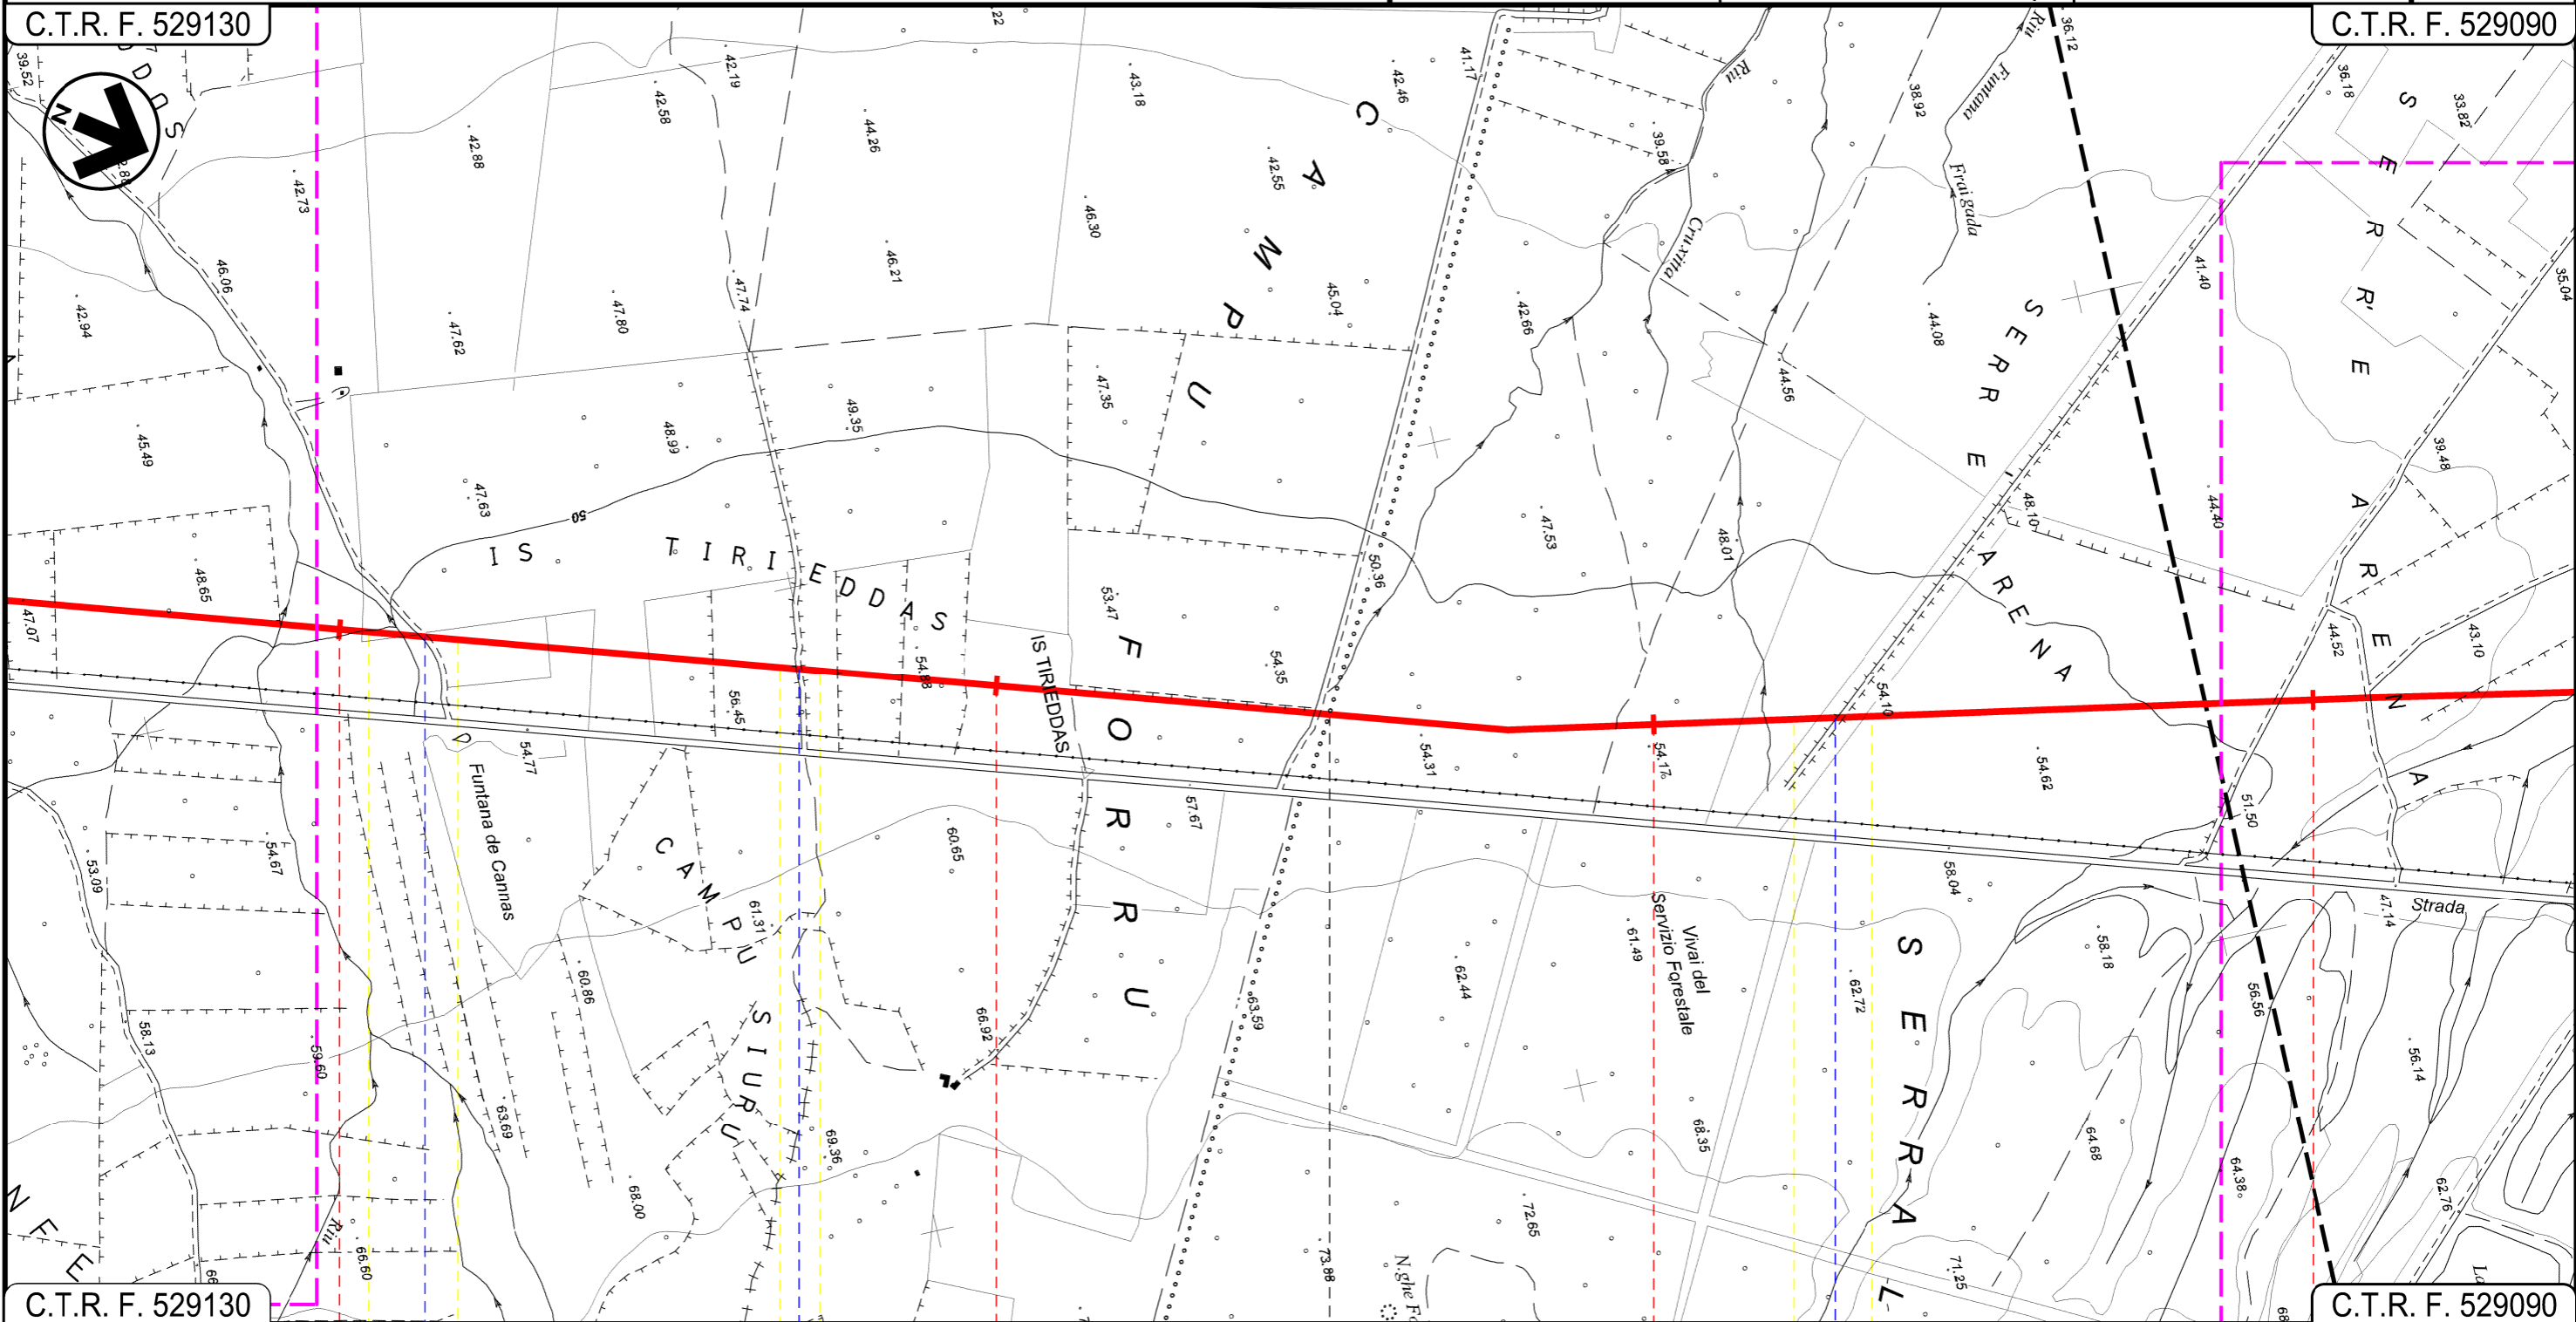 C.T.R. F. 529130
C.T.R. F. 529090
N
39.52
42.73
42.88
42.58
42.19
44.26
43.18
46.30
42.55
42.46
41.17
39.58
38.92
36.12
36.18
33.82
35.04
42.94
46.06
47.62
47.80
47.74
46.21
45.04
42.66
44.08
41.40
Riu
Cruxitta
Riu
Funtana
Fraigada
CAMPU
FORRU
SERRE
SERRE'
ARENA
SERRE'
ARENA
45.49
47.63
48.99
49.35
47.35
47.53
44.56
48.01
48.10
44.40
39.48
50
IS TIRIEDDAS
48.65
47.07
53.47
50.36
54.35
54.88
56.45
IS TIRIEDDAS
54.77
54.31
54.17
54.10
54.62
44.52
43.10
51.50
Funtana de Cannas
54.67
53.09
57.67
60.65
58.04
47.14
Strada
CAMPU SIURU
61.31
60.86
66.92
63.59
62.44
61.49
Vivai del
Servizio Forestale
62.72
58.18
56.56
56.14
SERRA
L
58.13
59.60
63.69
69.36
68.35
64.68
64.38
62.76
68.00
66.60
Riu
73.88
72.65
71.25
N.ghe
C.T.R. F. 529130
C.T.R. F. 529090